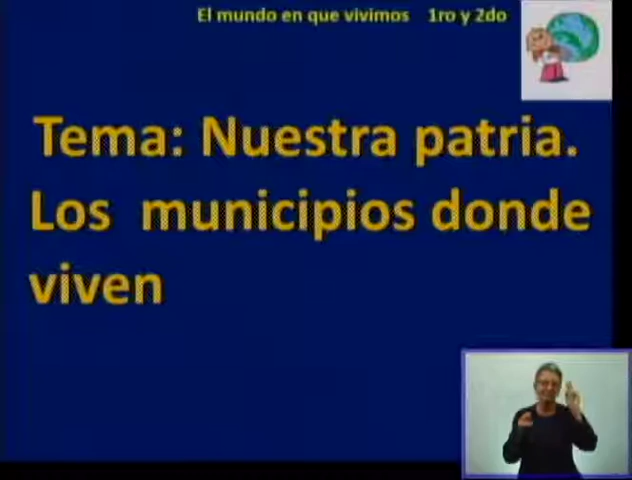 El mundo en que vivimos 1ro y 2do
Tema: Nuestra patria.
Los municipios donde
viven